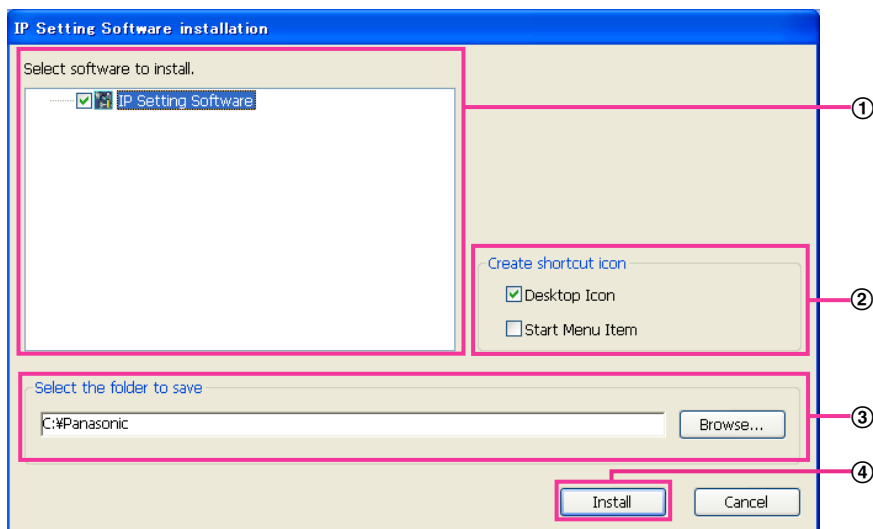 IP Setting Software installation
Select software to install.
IP Setting Software
①
Create shortcut icon
Desktop Icon
Start Menu Item
②
Select the folder to save
C:¥Panasonic
Browse...
③
④
Install
Cancel